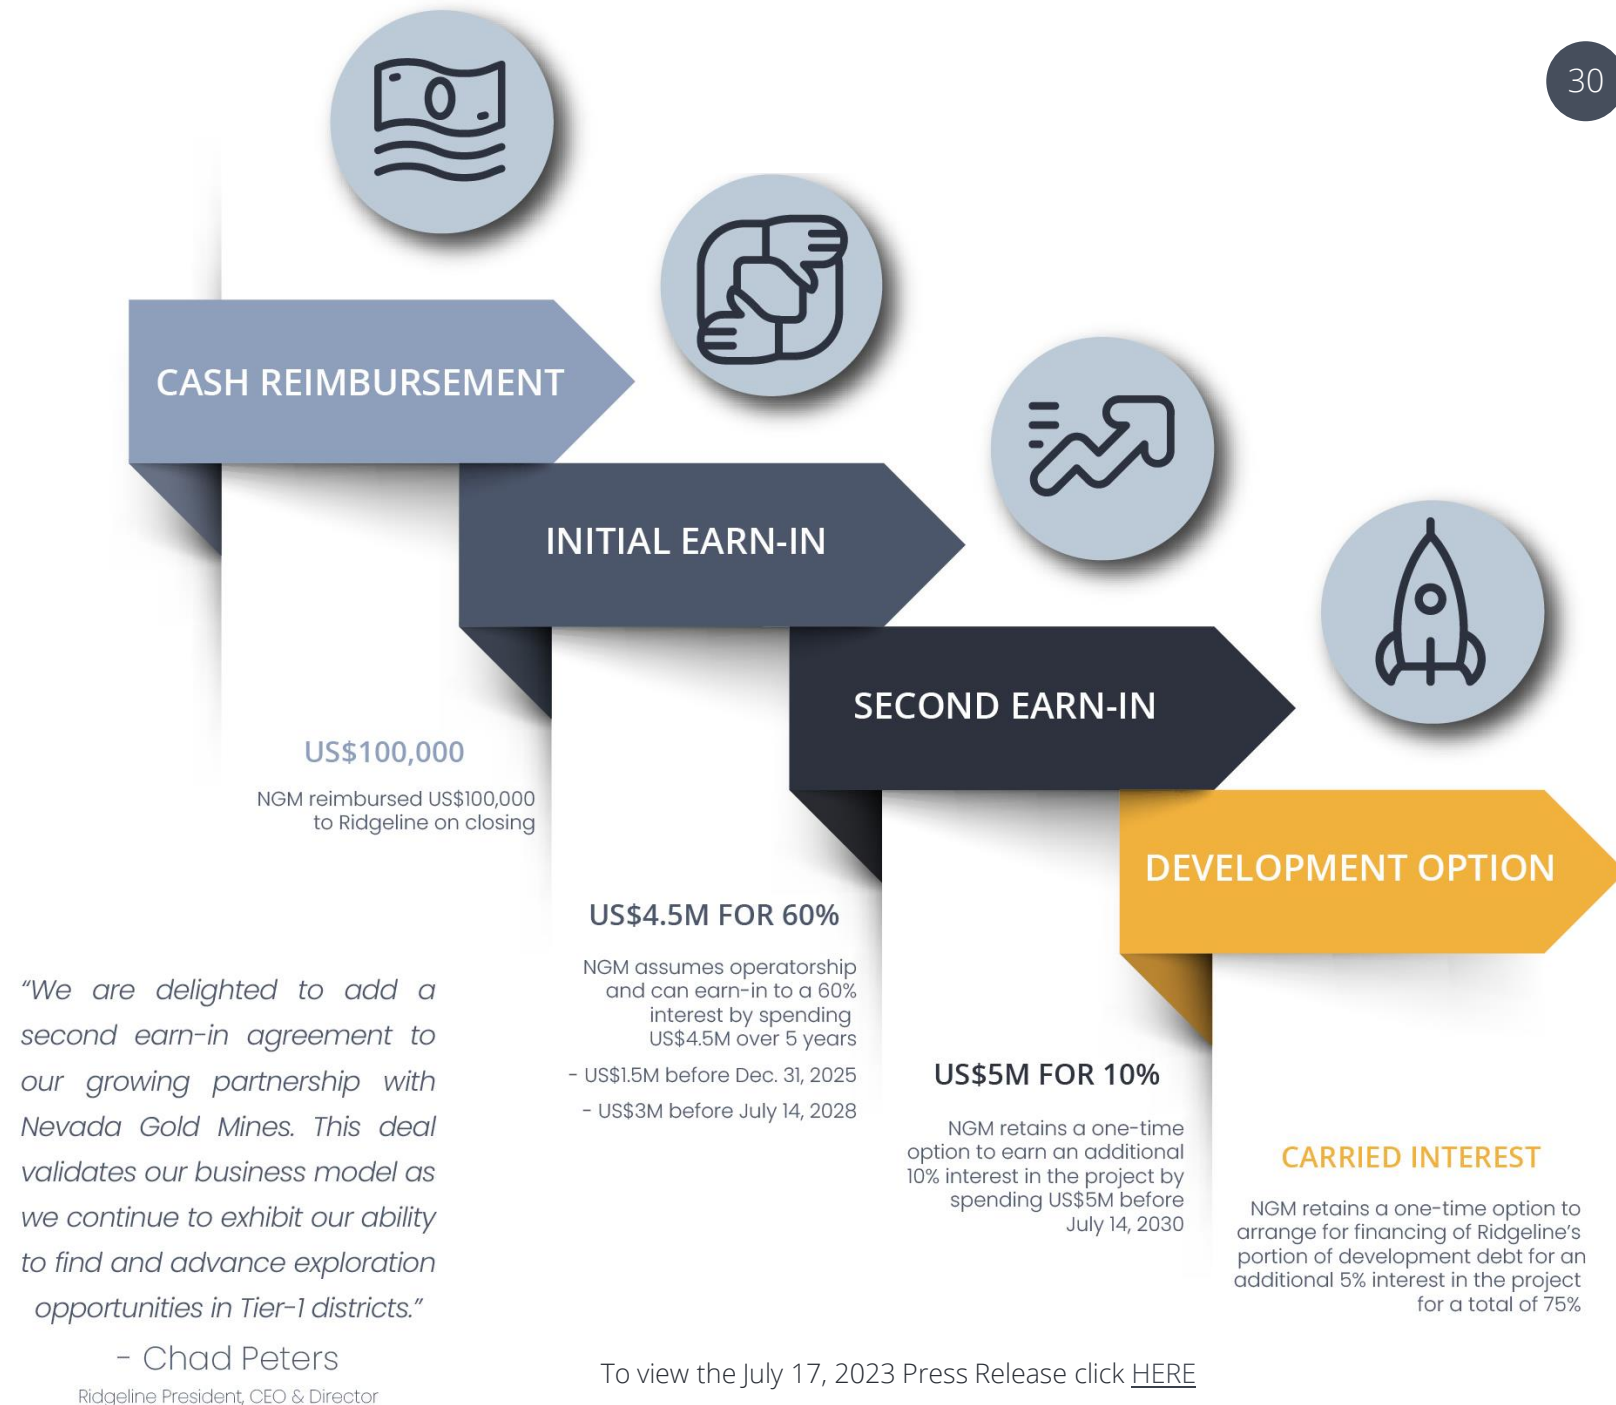 30
CASH REIMBURSEMENT
INITIAL EARN-IN
SECOND EARN-IN
DEVELOPMENT OPTION
US$100,000
NGM reimbursed US$100,000
to Ridgeline on closing
US$4.5M FOR 60%
NGM assumes operatorship
and can earn-in to a 60%
interest by spending
US$4.5M over 5 years
- US$1.5M before Dec. 31, 2025
- US$3M before July 14, 2028
US$5M FOR 10%
NGM retains a one-time
option to earn an additional
10% interest in the project by
spending US$5M before
July 14, 2030
CARRIED INTEREST
NGM retains a one-time option to
arrange for financing of Ridgeline’s
portion of development debt for an
additional 5% interest in the project
for a total of 75%
“We are delighted to add a
second earn-in agreement to
our growing partnership with
Nevada Gold Mines. This deal
validates our business model as
we continue to exhibit our ability
to find and advance exploration
opportunities in Tier-1 districts.”
- Chad Peters
Ridgeline President, CEO & Director
To view the July 17, 2023 Press Release click HERE